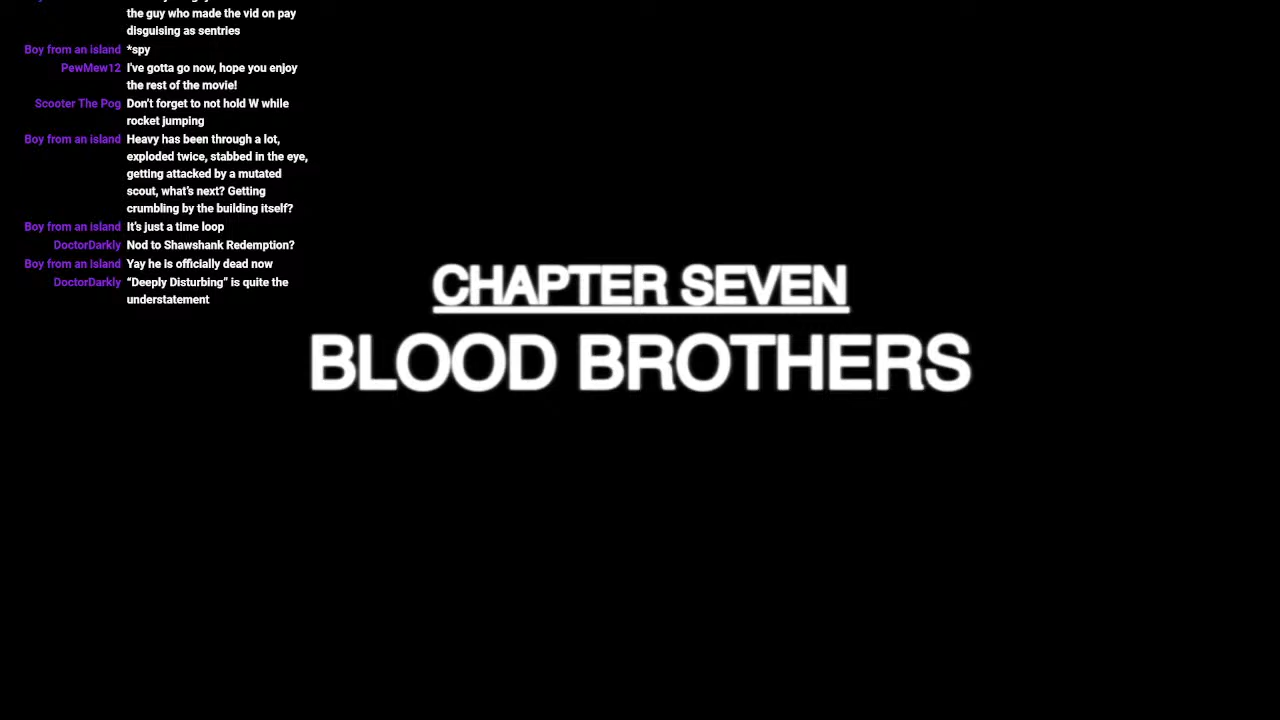 the guy who made the vid on pay
disguising as sentries
Boy from an island *spy
PewMew12 I've gotta go now, hope you enjoy
the rest of the movie!
Scooter The Pog Don't forget to not hold W while
rocket jumping
Boy from an island Heavy has been through a lot,
exploded twice, stabbed in the eye,
getting attacked by a mutated
scout, what's next? Getting
crumbling by the building itself?
Boy from an island It's just a time loop
DoctorDarkly Nod to Shawshank Redemption?
Boy from an island Yay he is officially dead now
DoctorDarkly “Deeply Disturbing” is quite the
understatement
CHAPTER SEVEN
BLOOD BROTHERS